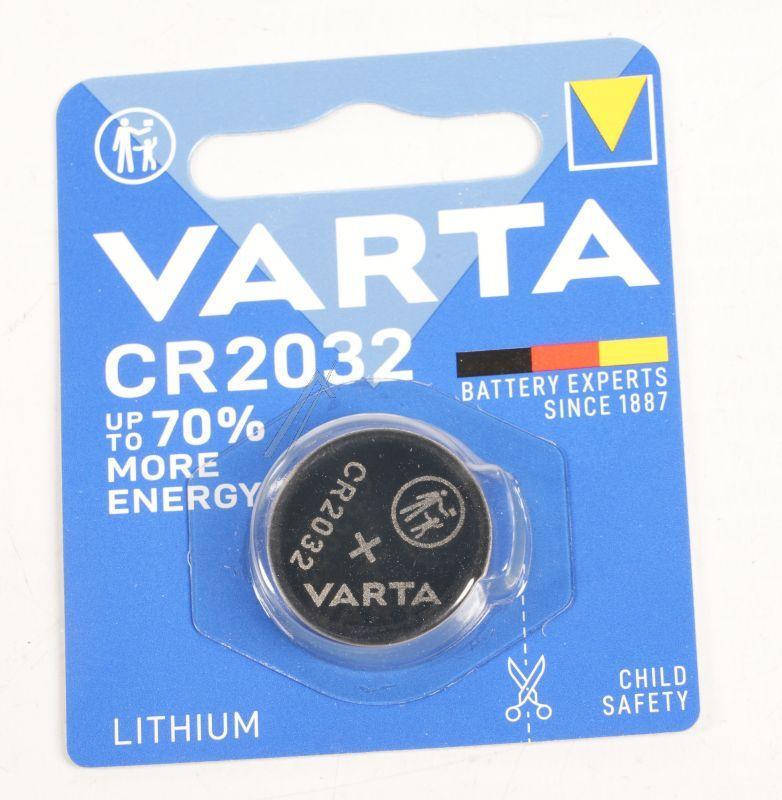 VARTA
CR2032
UP TO 70%
MORE
ENERGY
BATTERY EXPERTS
SINCE 1887
CR2032
+
VARTA
CHILD
SAFETY
LITHIUM